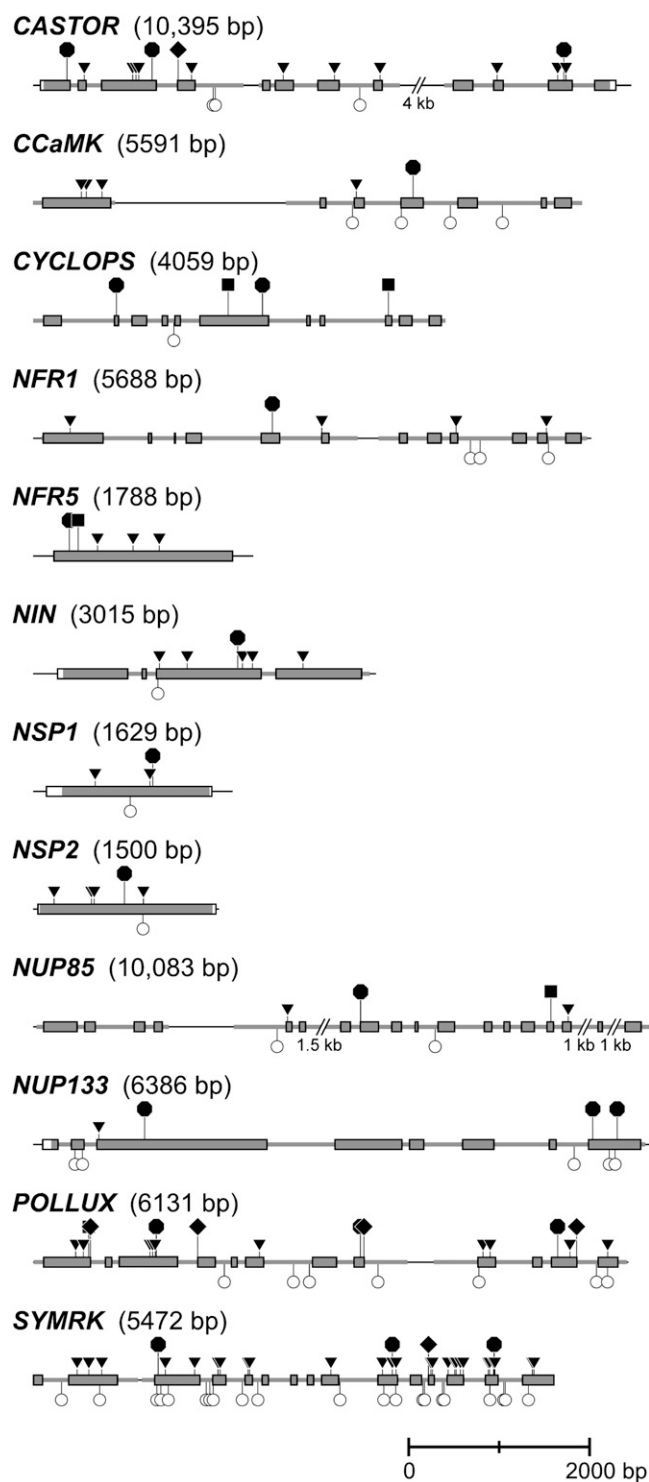 CASTOR (10,395 bp)
4 kb
CCaMK (5591 bp)
CYCLOPS (4059 bp)
NFR1 (5688 bp)
NFR5 (1788 bp)
NIN (3015 bp)
NSP1 (1629 bp)
NSP2 (1500 bp)
NUP85 (10,083 bp)
1.5 kb 1 kb 1 kb
NUP133 (6386 bp)
POLLUX (6131 bp)
SYMRK (5472 bp)
0 2000 bp